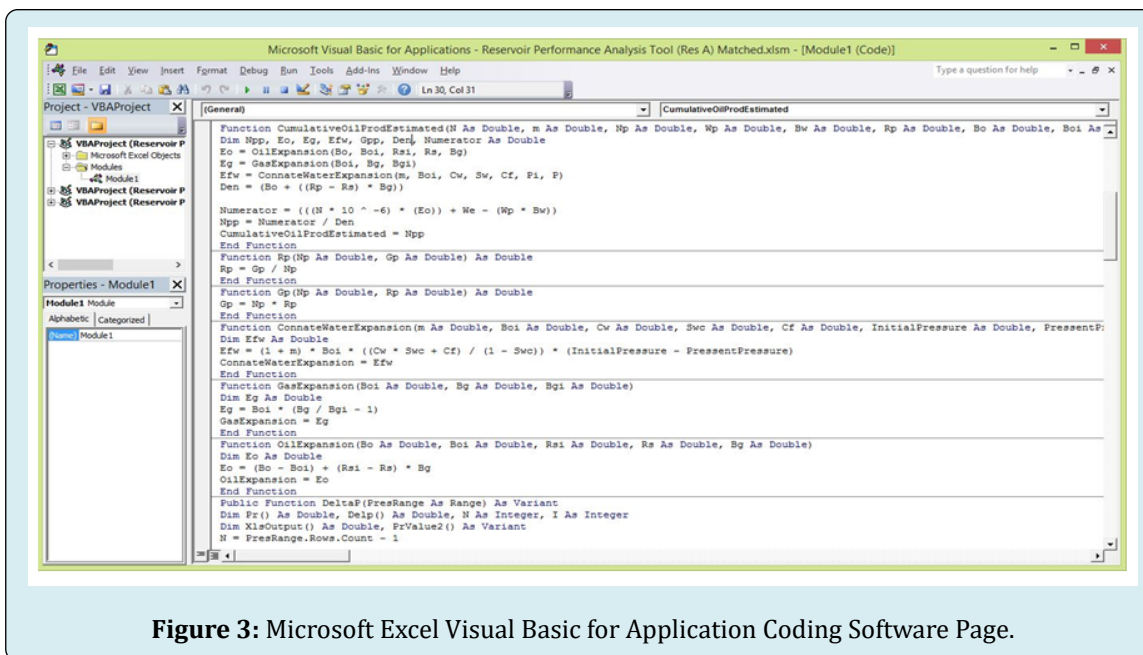 Microsoft Visual Basic for Applications - Reservoir Performance Analysis Tool (Res A) Matched.xlsm - [Module1 (Code)]
File Edit View Insert Format Debug Run Tools Add-Ins Window Help
Type a question for help
Ln 30, Col 31
Project - VBAProject
(General)
CumulativeOilProdEstimated
VBAProject (Reservoir P
Microsoft Excel Objects
Modules
Module1
VBAProject (Reservoir P
VBAProject (Reservoir P
Properties - Module1
Module1 Module
Alphabetic Categorized
(Name) Module1
Function CumulativeOilProdEstimated(N As Double, m As Double, Np As Double, Wp As Double, Bw As Double, Rp As Double, Bo As Double, Boi As
Dim Npp, Eo, Eg, Efw, Gpp, Den, Numerator As Double
Eo = OilExpansion(Bo, Boi, Rsi, Rs, Bg)
Eg = GasExpansion(Boi, Bg, Bgi)
Efw = ConnateWaterExpansion(m, Boi, Cw, Sw, Cf, Pi, P)
Den = (Bo + ((Rp - Rs) * Bg))
Numerator = (((N * 10 ^ -6) * (Eo)) + We - (Wp * Bw))
Npp = Numerator / Den
CumulativeOilProdEstimated = Npp
End Function
Function Rp(Np As Double, Gp As Double) As Double
Rp = Gp / Np
End Function
Function Gp(Np As Double, Rp As Double) As Double
Gp = Np * Rp
End Function
Function ConnateWaterExpansion(m As Double, Boi As Double, Cw As Double, Swc As Double, Cf As Double, InitialPressure As Double, PressentP
Dim Efw As Double
Efw = (1 + m) * Boi * ((Cw * Swc + Cf) / (1 - Swc)) * (InitialPressure - PressentPressure)
ConnateWaterExpansion = Efw
End Function
Function GasExpansion(Boi As Double, Bg As Double, Bgi As Double)
Dim Eg As Double
Eg = Boi * (Bg / Bgi - 1)
GasExpansion = Eg
End Function
Function OilExpansion(Bo As Double, Boi As Double, Rsi As Double, Rs As Double, Bg As Double)
Dim Eo As Double
Eo = (Bo - Boi) + (Rsi - Rs) * Bg
OilExpansion = Eo
End Function
Public Function DeltaP(PresRange As Range) As Variant
Dim Pr() As Double, Delp() As Double, N As Integer, I As Integer
Dim XlsOutput() As Double, PrValue2() As Variant
N = PresRange.Rows.Count - 1
Figure 3: Microsoft Excel Visual Basic for Application Coding Software Page.